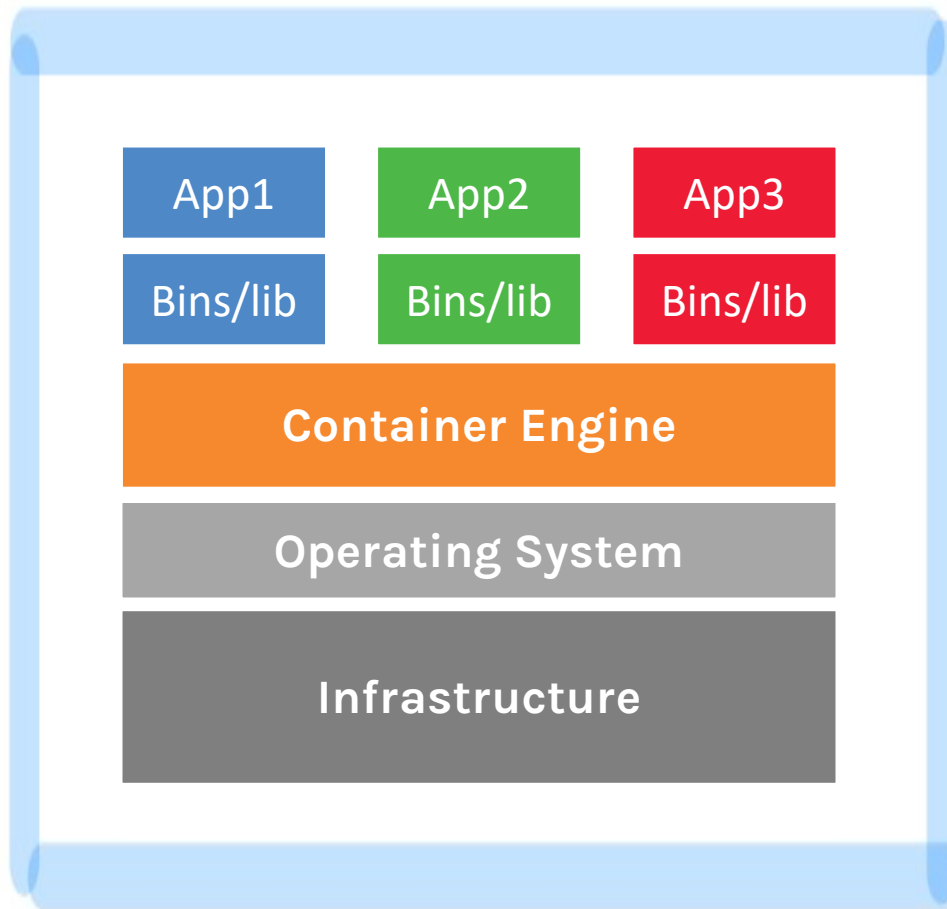 App1 App2 App3
Bins/lib Bins/lib Bins/lib
Container Engine
Operating System
Infrastructure